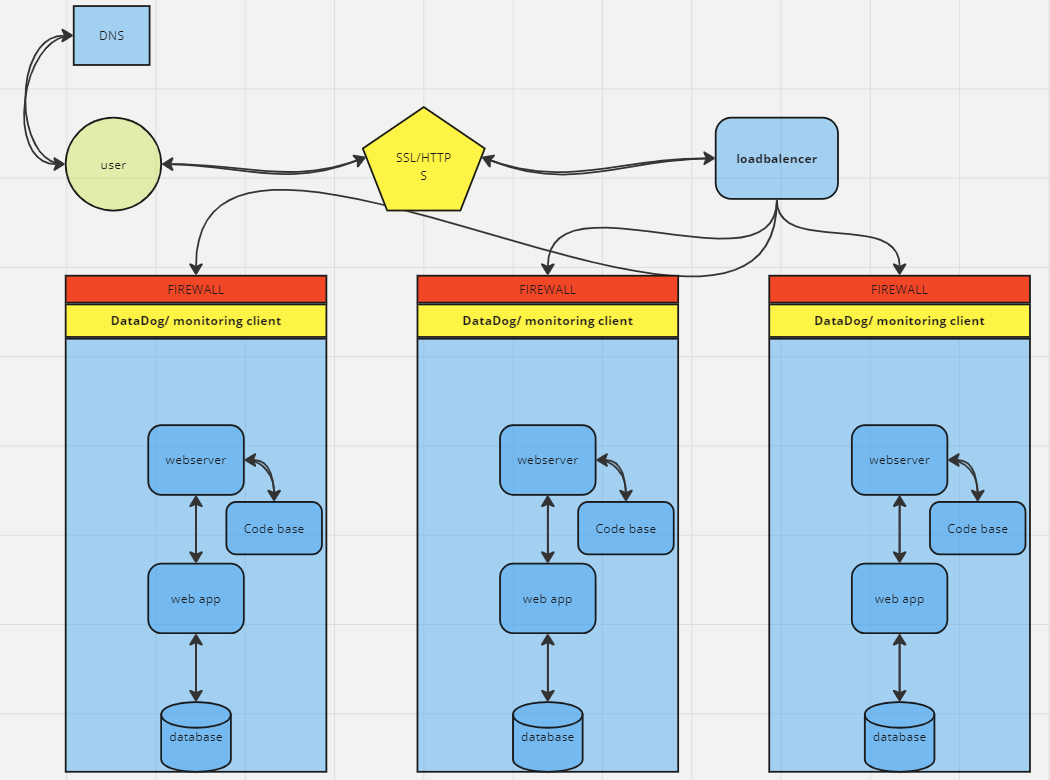 DNS
user
SSL/HTTP
S
loadbalencer
FIREWALL
FIREWALL
FIREWALL
DataDog/ monitoring client
DataDog/ monitoring client
DataDog/ monitoring client
webserver
webserver
webserver
Code base
Code base
Code base
web app
web app
web app
database
database
database